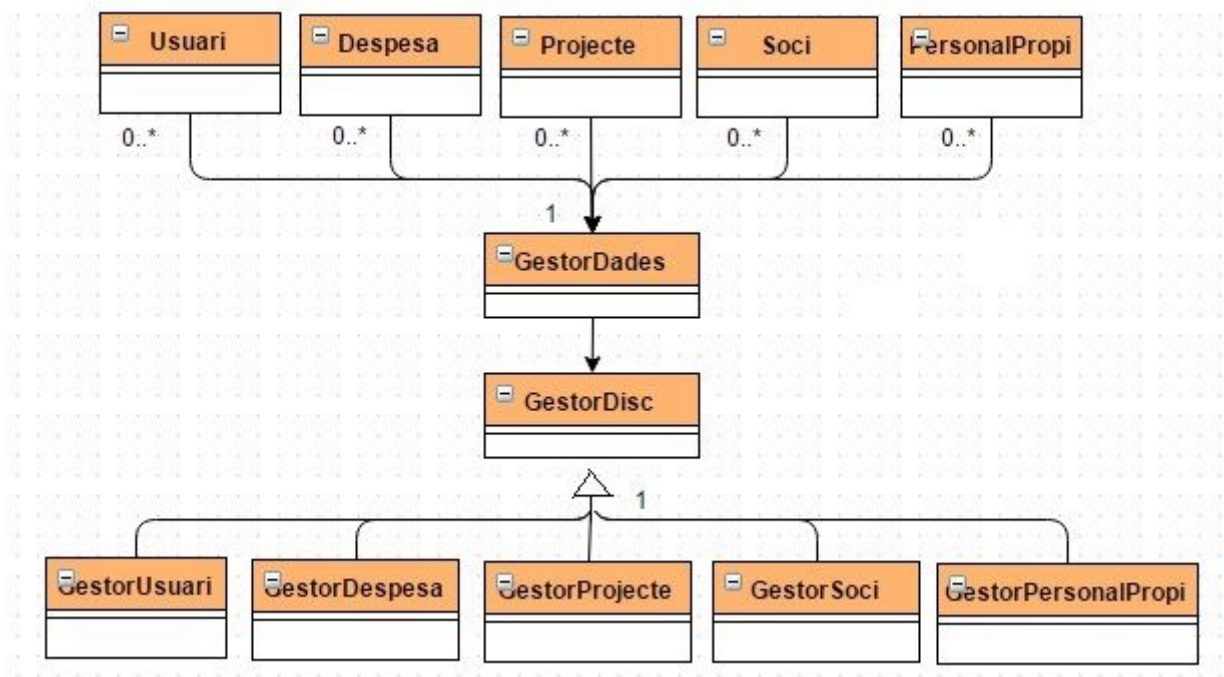 Usuari Despesa Projecte Soci PersonalPropi
0..* 0..* 0..* 0..* 0..*
1
GestorDades
GestorDisc
1
GestorUsuari GestorDespesa GestorProjecte GestorSoci GestorPersonalPropi